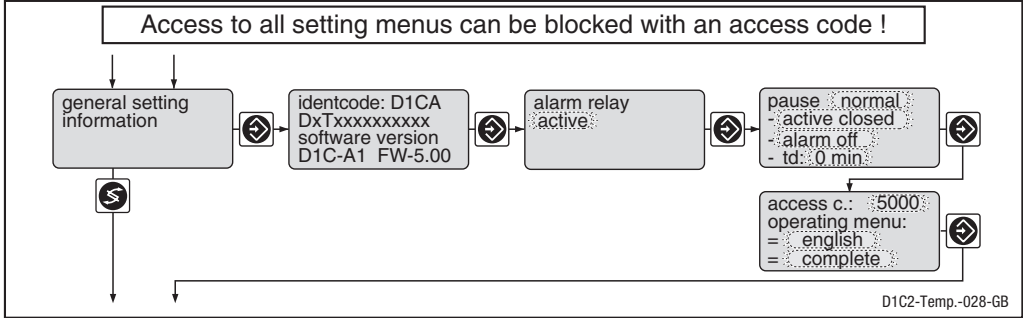 Access to all setting menus can be blocked with an access code !
general setting
information
identcode: D1CA
DxTxxxxxxxxxx
software version
D1C-A1  FW-5.00
alarm relay
active
pause  normal
- active closed
- alarm off
- td: 0 min
access c.:  5000
operating menu:
=  english
=  complete
D1C2-Temp.-028-GB